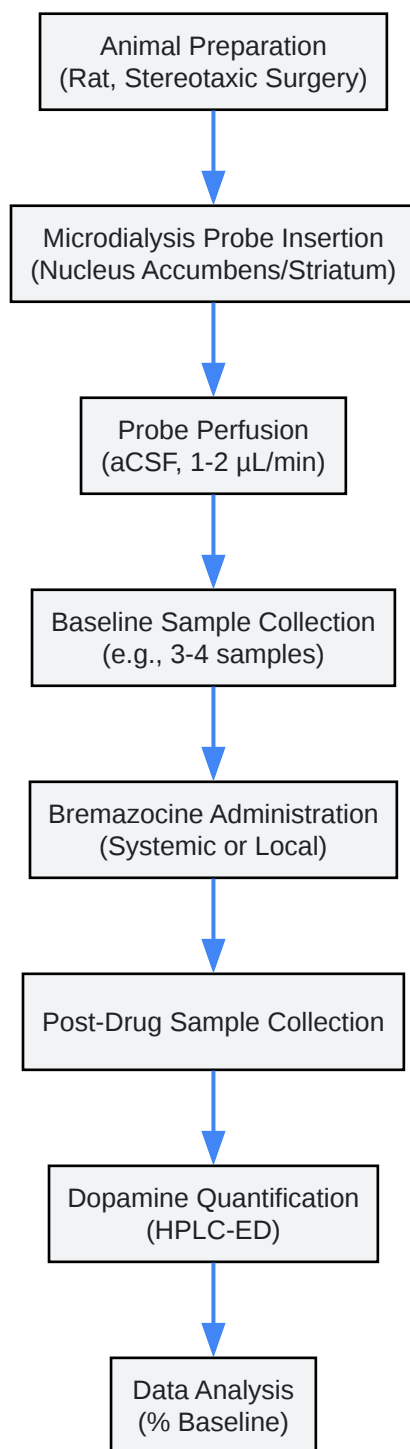 Animal Preparation
(Rat, Stereotaxic Surgery)
Microdialysis Probe Insertion
(Nucleus Accumbens/Striatum)
Probe Perfusion
(aCSF, 1-2 µL/min)
Baseline Sample Collection
(e.g., 3-4 samples)
Bremazocine Administration
(Systemic or Local)
Post-Drug Sample Collection
Dopamine Quantification
(HPLC-ED)
Data Analysis
(% Baseline)